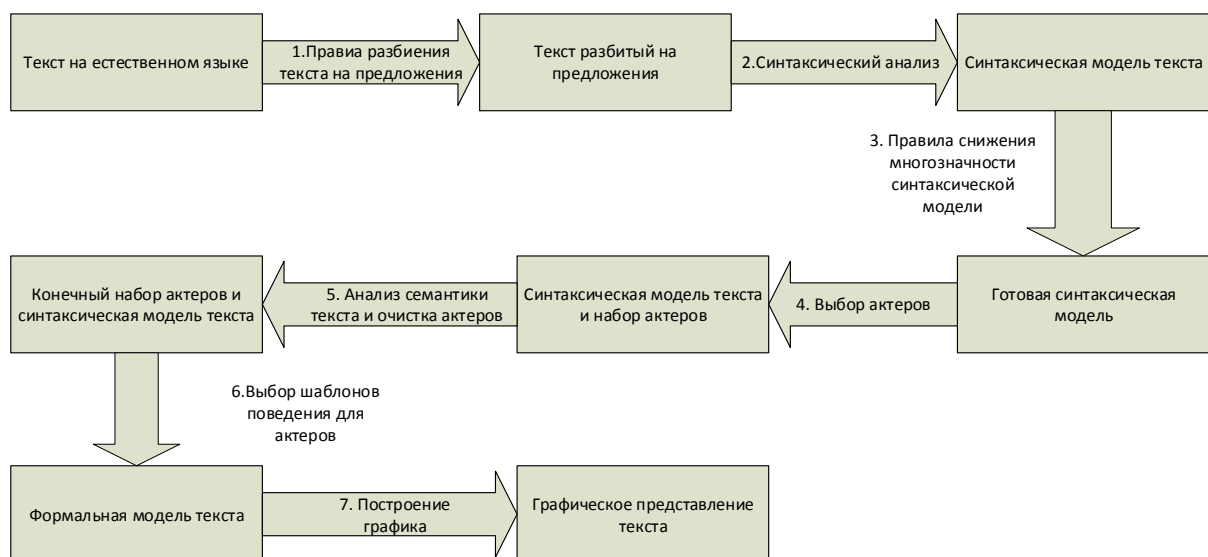 Текст на естественном языке
1.Правиа разбиения
текста на предложения
Текст разбитый на
предложения
2.Синтаксический анализ
Синтаксическая модель текста
3. Правила снижения
многозначности
синтаксической
модели
Готовая синтаксическая
модель
4. Выбор актеров
Синтаксическая модель текста
и набор актеров
5. Анализ семантики
текста и очистка актеров
Конечный набор актеров и
синтаксическая модель текста
6.Выбор шаблонов
поведения для
актеров
Формальная модель текста
7. Построение
графика
Графическое представление
текста